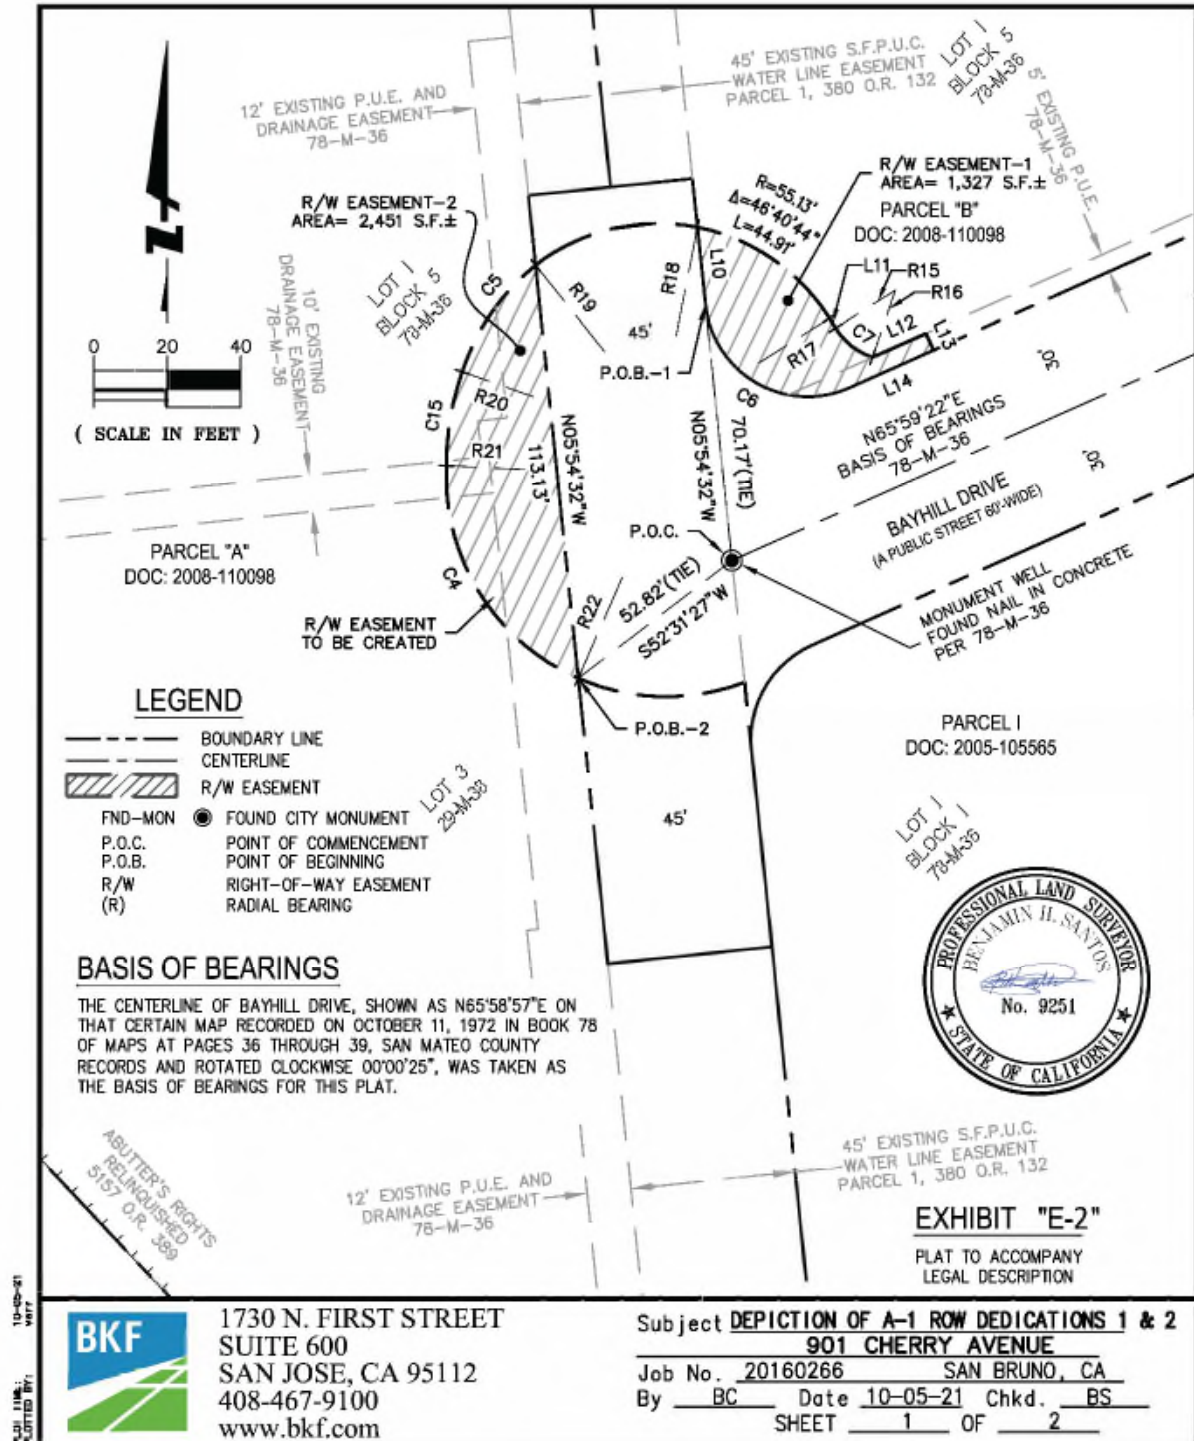 45' EXISTING S.F.P.U.C.
WATER LINE EASEMENT
PARCEL 1, 380 O.R. 132
LOT 1
BLOCK 5
78-M-36
5' EXISTING P.U.E.
78-M-36
12' EXISTING P.U.E. AND
DRAINAGE EASEMENT
78-M-36
R/W EASEMENT-1
AREA= 1,327 S.F.±
PARCEL "B"
DOC: 2008-110098
R=55.13'
Δ=46°40'44"
L=44.91'
R/W EASEMENT-2
AREA= 2,451 S.F.±
N
LOT 1
BLOCK 5
78-M-36
10' EXISTING
DRAINAGE EASEMENT
78-M-36
C5
R19
R18
L10
L11
R15
R16
45'
R17
C7
L12
L13
0 20 40
( SCALE IN FEET )
P.O.B.-1
C6
L14
30'
C15
R20
R21
N05°54'32"W
113.13'
N05°54'32"W
70.17'(TIE)
N65°59'22"E
BASIS OF BEARINGS
78-M-36
30'
BAYHILL DRIVE
(A PUBLIC STREET 60'-WIDE)
P.O.C.
PARCEL "A"
DOC: 2008-110098
C4
R22
52.82'(TIE)
S52°31'27"W
MONUMENT WELL
FOUND NAIL IN CONCRETE
PER 78-M-36
R/W EASEMENT
TO BE CREATED
P.O.B.-2
PARCEL I
DOC: 2005-105565
LEGEND
BOUNDARY LINE
CENTERLINE
R/W EASEMENT
FND-MON FOUND CITY MONUMENT
P.O.C. POINT OF COMMENCEMENT
P.O.B. POINT OF BEGINNING
R/W RIGHT-OF-WAY EASEMENT
(R) RADIAL BEARING
LOT 3
29-M-38
45'
LOT 1
BLOCK 1
78-M-36
PROFESSIONAL LAND SURVEYOR
BENJAMIN H. SANTOS
No. 9251
STATE OF CALIFORNIA
BASIS OF BEARINGS
THE CENTERLINE OF BAYHILL DRIVE, SHOWN AS N65°58'57"E ON
THAT CERTAIN MAP RECORDED ON OCTOBER 11, 1972 IN BOOK 78
OF MAPS AT PAGES 36 THROUGH 39, SAN MATEO COUNTY
RECORDS AND ROTATED CLOCKWISE 00°00'25", WAS TAKEN AS
THE BASIS OF BEARINGS FOR THIS PLAT.
ABUTTER'S RIGHTS
RELINQUISHED
5157 O.R. 389
12' EXISTING P.U.E. AND
DRAINAGE EASEMENT
78-M-36
45' EXISTING S.F.P.U.C.
WATER LINE EASEMENT
PARCEL 1, 380 O.R. 132
EXHIBIT "E-2"
PLAT TO ACCOMPANY
LEGAL DESCRIPTION
10-05-21
PLOTTED BY:
BKF
1730 N. FIRST STREET
SUITE 600
SAN JOSE, CA 95112
408-467-9100
www.bkf.com
Subject DEPICTION OF A-1 ROW DEDICATIONS 1 & 2
901 CHERRY AVENUE
Job No. 20160266 SAN BRUNO, CA
By BC Date 10-05-21 Chkd. BS
SHEET 1 OF 2